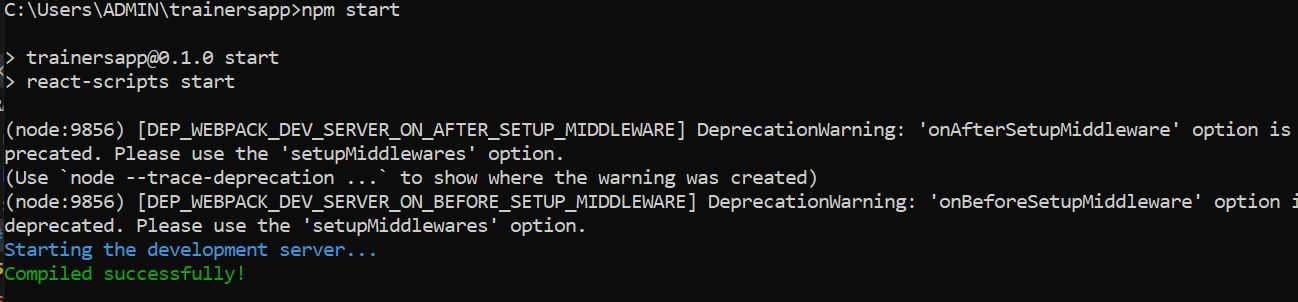 C:\Users\ADMIN\trainersapp>npm start
> trainersapp@0.1.0 start
> react-scripts start
(node:9856) [DEP_WEBPACK_DEV_SERVER_ON_AFTER_SETUP_MIDDLEWARE] DeprecationWarning: 'onAfterSetupMiddleware' option is
precated. Please use the 'setupMiddlewares' option.
(Use `node --trace-deprecation ...` to show where the warning was created)
(node:9856) [DEP_WEBPACK_DEV_SERVER_ON_BEFORE_SETUP_MIDDLEWARE] DeprecationWarning: 'onBeforeSetupMiddleware' option i
deprecated. Please use the 'setupMiddlewares' option.
Starting the development server...
Compiled successfully!